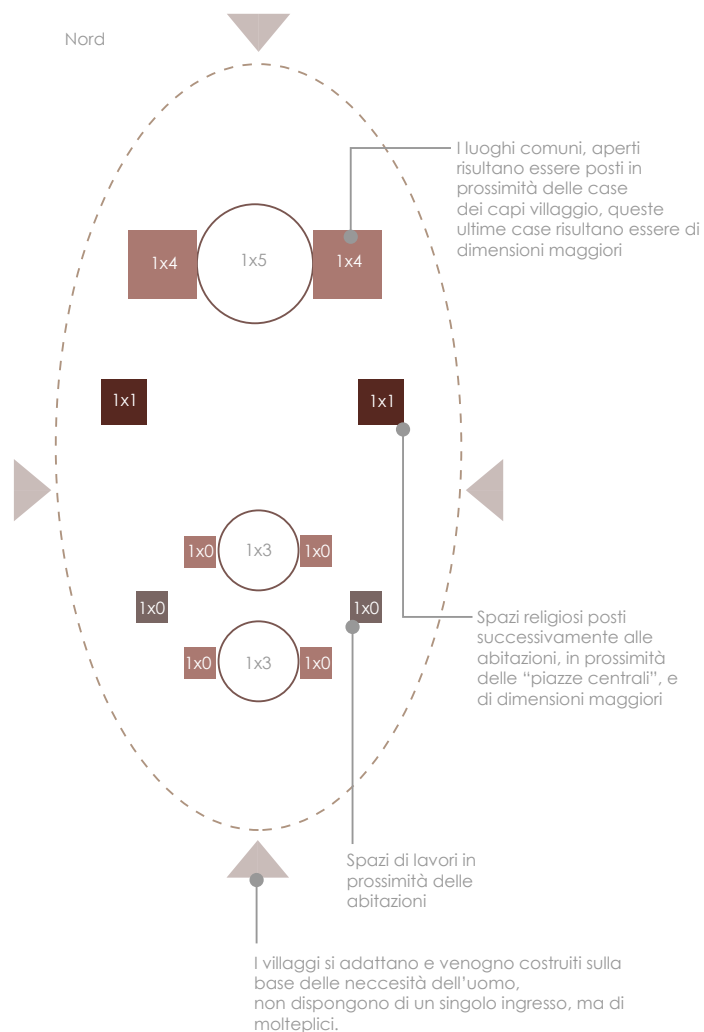 Nord
I luoghi comuni, aperti
risultano essere posti in
prossimità delle case
dei capi villaggio, queste
ultime case risultano essere di
dimensioni maggiori
1x4
1x5
1x4
1x1
1x1
1x0
1x3
1x0
1x0
1x0
1x0
1x3
1x0
Spazi religiosi posti
successivamente alle
abitazioni, in prossimità
delle “piazze centrali”, e
di dimensioni maggiori
Spazi di lavori in
prossimità delle
abitazioni
I villaggi si adattano e venogno costruiti sulla
base delle neccesità dell’uomo,
non dispongono di un singolo ingresso, ma di
molteplici.